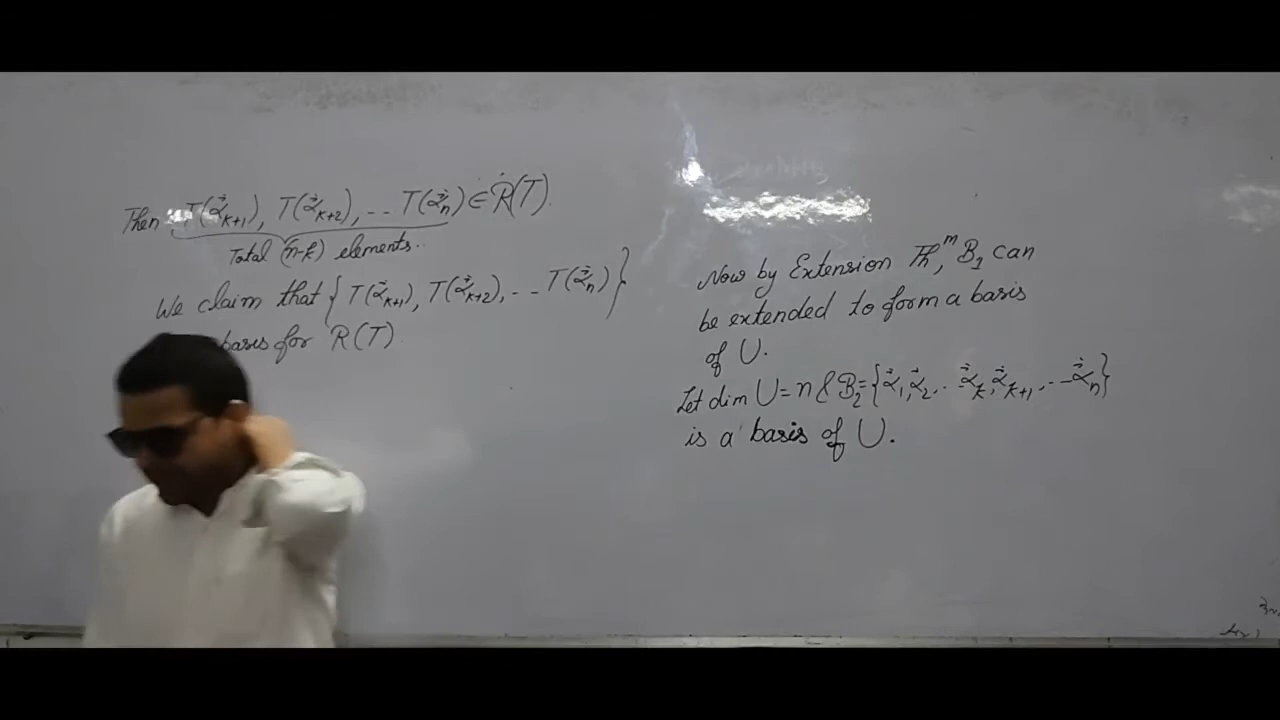 Then T(α⃗ₖ₊₁), T(α⃗ₖ₊₂), ... T(α⃗ₙ) ∈ R(T).
Total (n-k) elements..
We claim that {T(α⃗ₖ₊₁), T(α⃗ₖ₊₂), ... T(α⃗ₙ)}
basis for R(T)
Now by Extension Thᵐ, B₁ can
be extended to form a basis
of U.
Let dim U = n & B₂ = {α⃗₁, α⃗₂, .. α⃗ₖ, α⃗ₖ₊₁, ... α⃗ₙ}
is a basis of U.